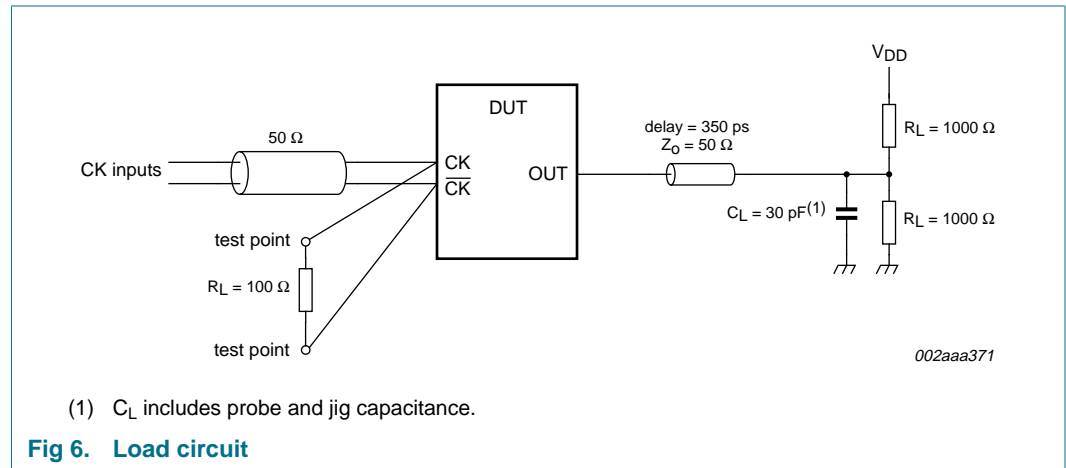 V_DD
DUT
50 Ω
delay = 350 ps
Z_o = 50 Ω
R_L = 1000 Ω
CK inputs
CK
C̅K̅
OUT
C_L = 30 pF(1)
R_L = 1000 Ω
test point
R_L = 100 Ω
test point
002aaa371
(1) C_L includes probe and jig capacitance.
Fig 6. Load circuit